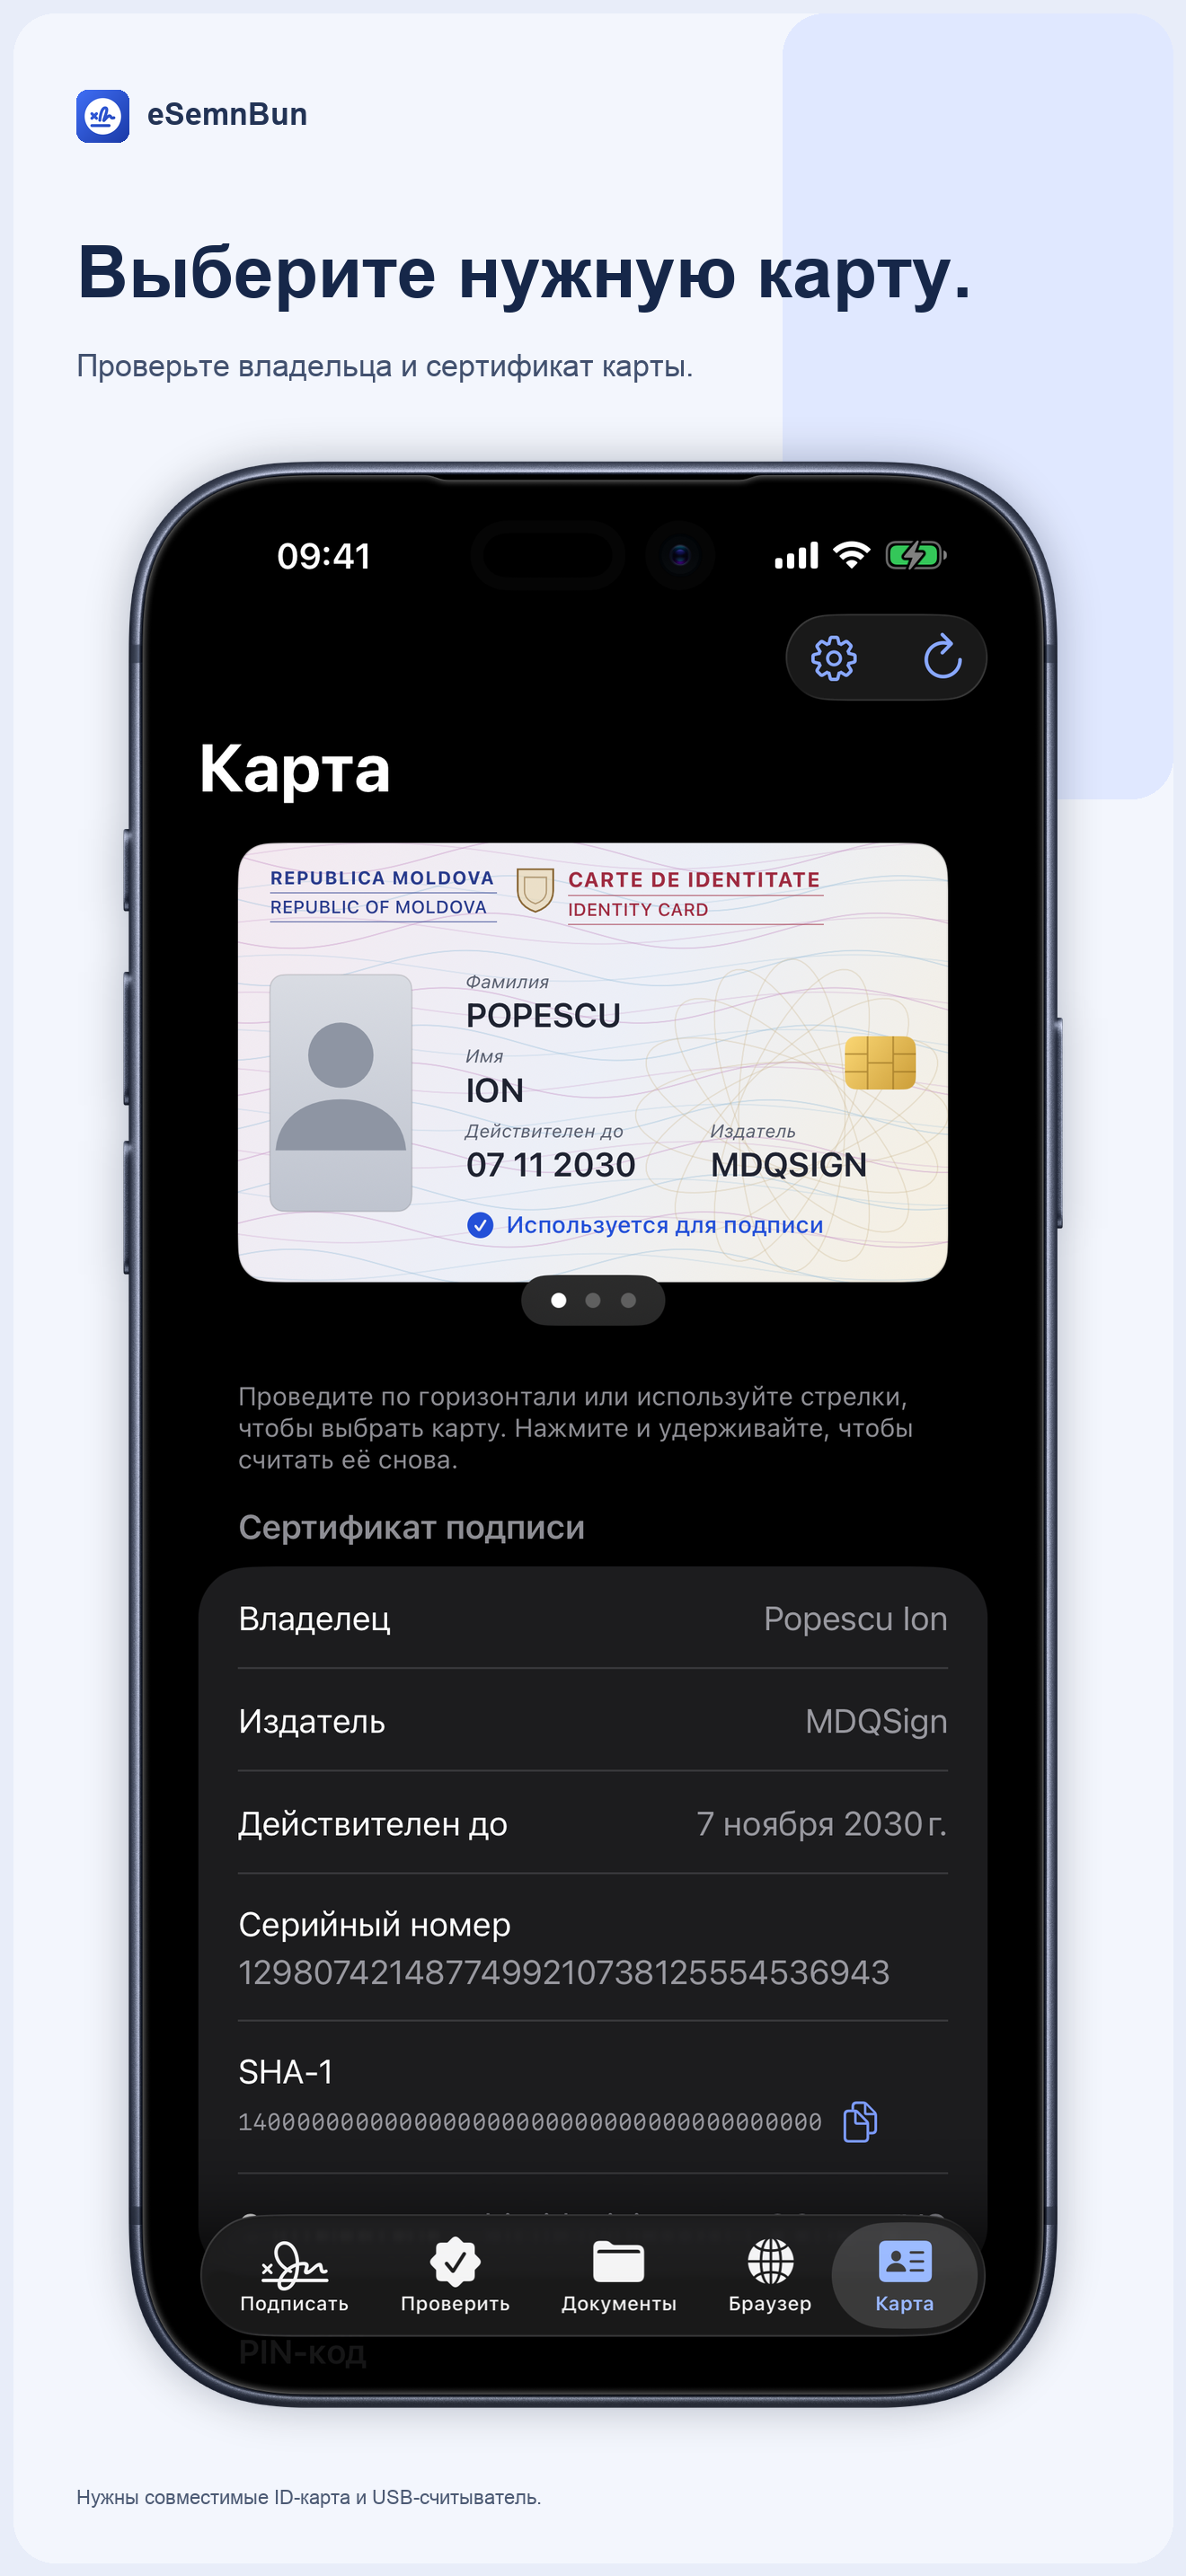 eSemnBun
Выберите нужную карту.
Проверьте владельца и сертификат карты.
09:41
Карта
REPUBLICA MOLDOVA
REPUBLIC OF MOLDOVA
CARTE DE IDENTITATE
IDENTITY CARD
Фамилия
POPESCU
Имя
ION
Действителен до
07 11 2030
Издатель
MDQSIGN
Используется для подписи
Проведите по горизонтали или используйте стрелки,
чтобы выбрать карту. Нажмите и удерживайте, чтобы
считать её снова.
Сертификат подписи
Владелец Popescu Ion
Издатель MDQSign
Действителен до 7 ноября 2030 г.
Серийный номер
1298074214877499210738125554536943
SHA-1
1400000000000000000000000000000000000000
Подписать Проверить Документы Браузер Карта
PIN-код
Нужны совместимые ID-карта и USB-считыватель.